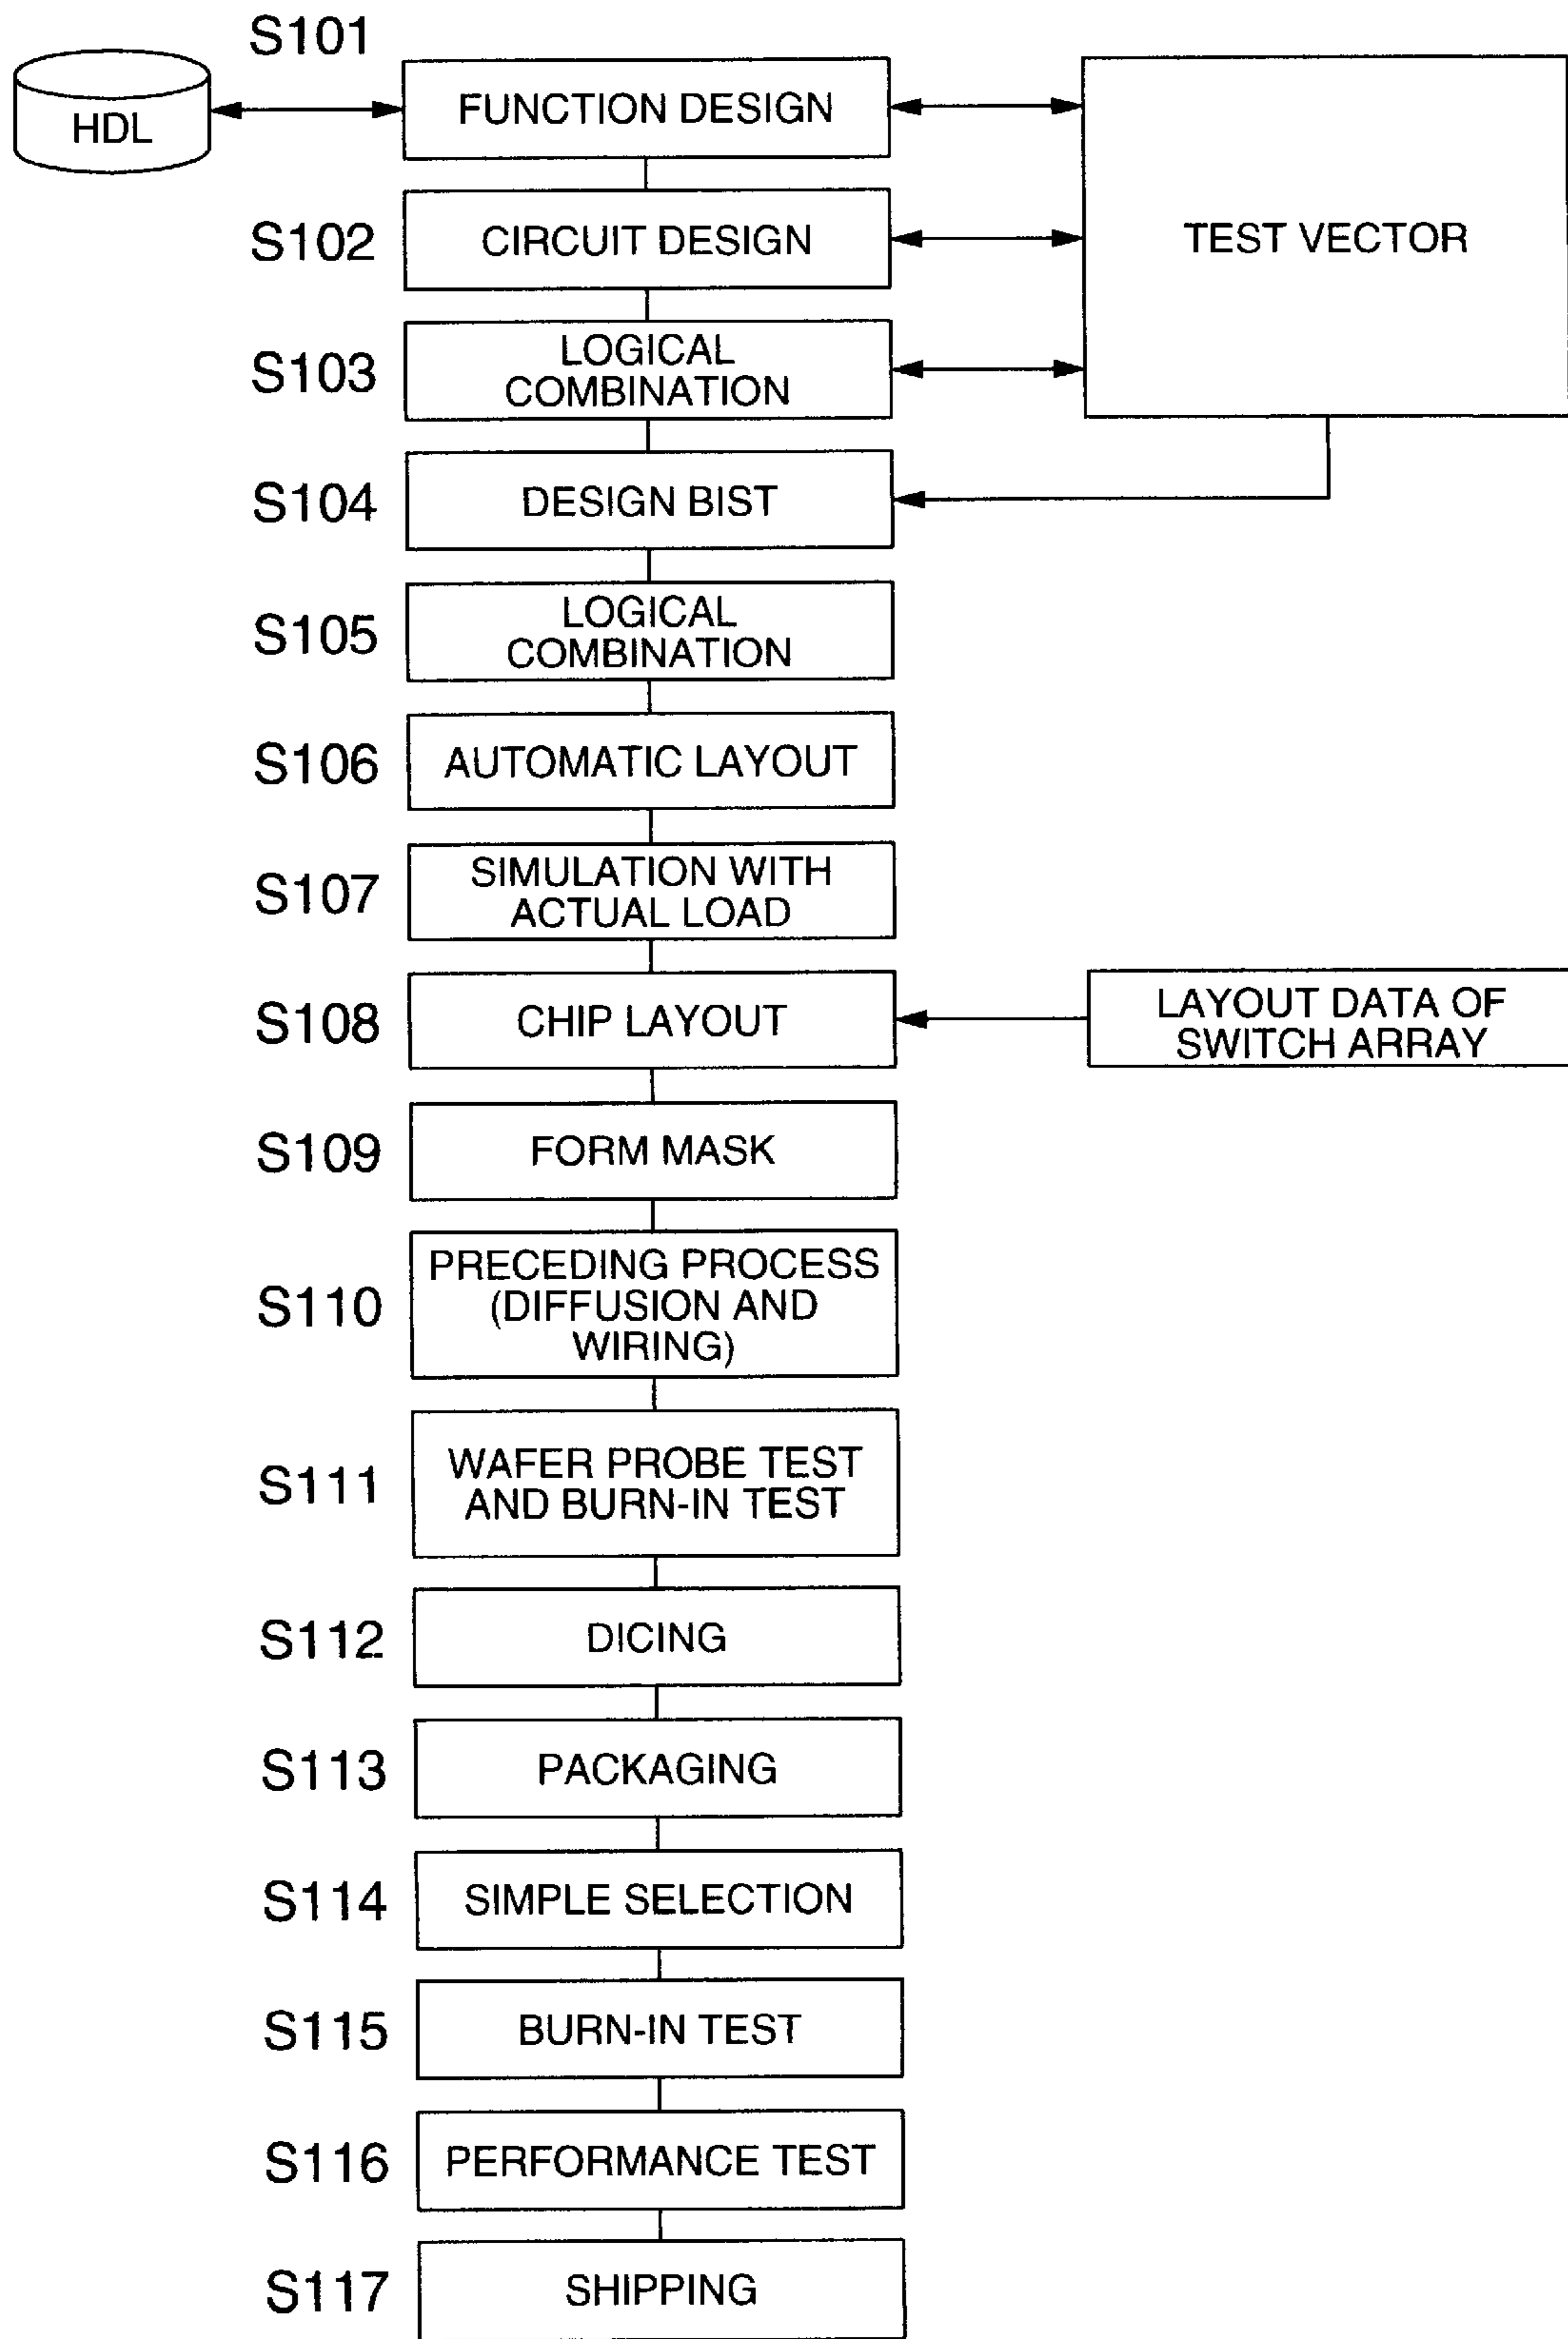 S101
HDL
FUNCTION DESIGN
S102
CIRCUIT DESIGN
TEST VECTOR
S103
LOGICAL
COMBINATION
S104
DESIGN BIST
S105
LOGICAL
COMBINATION
S106
AUTOMATIC LAYOUT
S107
SIMULATION WITH
ACTUAL LOAD
S108
CHIP LAYOUT
LAYOUT DATA OF
SWITCH ARRAY
S109
FORM MASK
S110
PRECEDING PROCESS
(DIFFUSION AND
WIRING)
S111
WAFER PROBE TEST
AND BURN-IN TEST
S112
DICING
S113
PACKAGING
S114
SIMPLE SELECTION
S115
BURN-IN TEST
S116
PERFORMANCE TEST
S117
SHIPPING